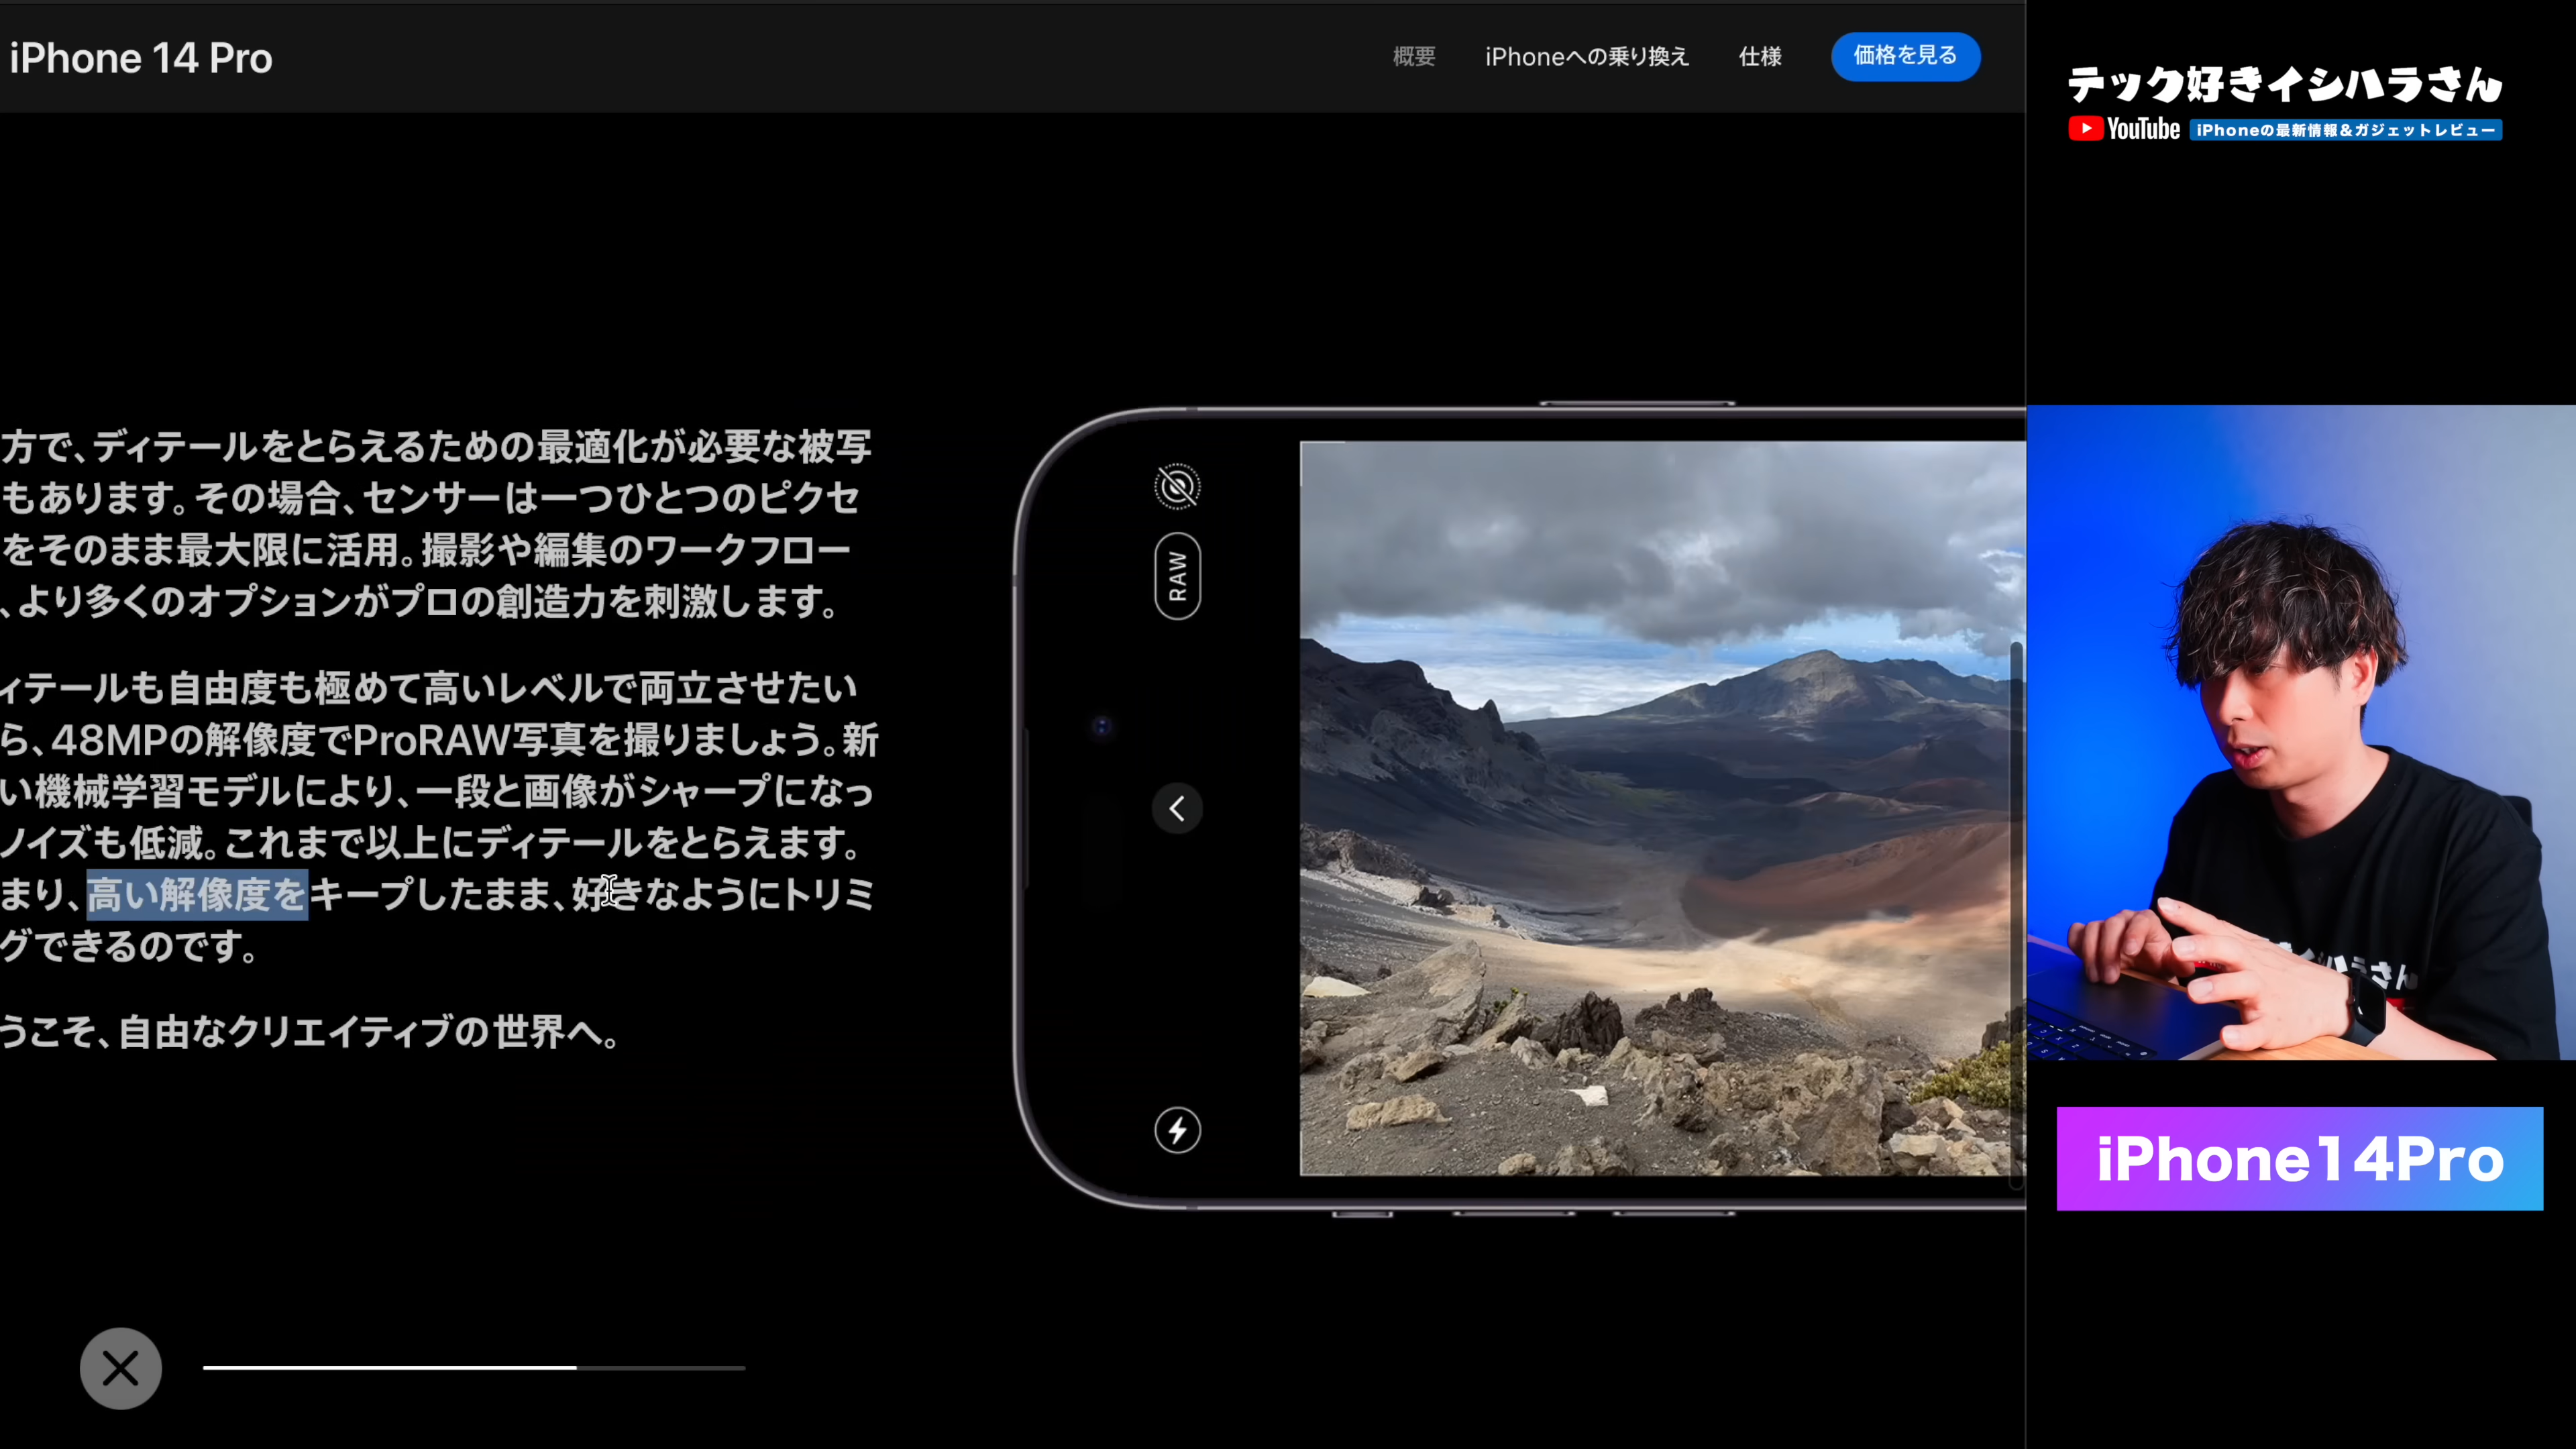 iPhone 14 Pro
概要
iPhoneへの乗り換え
仕様
価格を見る
テック好きイシハラさん
YouTube
iPhoneの最新情報&ガジェットレビュー
方で、ディテールをとらえるための最適化が必要な被写
もあります。その場合、センサーは一つひとつのピクセ
をそのまま最大限に活用。撮影や編集のワークフロー
、より多くのオプションがプロの創造力を刺激します。
ィテールも自由度も極めて高いレベルで両立させたい
ら、48MPの解像度でProRAW写真を撮りましょう。新
い機械学習モデルにより、一段と画像がシャープになっ
ノイズも低減。これまで以上にディテールをとらえます。
まり、高い解像度をキープしたまま、好きなようにトリミ
グできるのです。
うこそ、自由なクリエイティブの世界へ。
RAW
ハラさん
iPhone14Pro